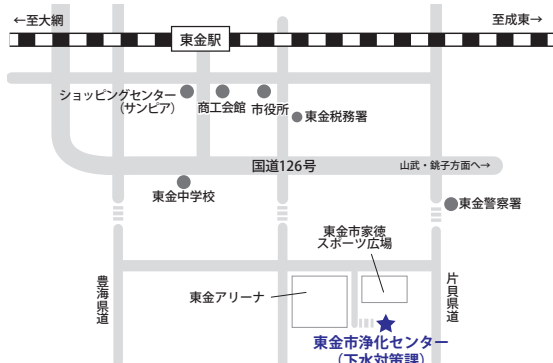 ←至大網
至成東→
東金駅
ショッピングセンター
(サンピア)
商工会館
市役所
東金税務署
国道126号
山武・銚子方面へ→
東金中学校
東金警察署
東金市家徳
スポーツ広場
豊海県道
東金アリーナ
片貝県道
東金市浄化センター
(下水対策課)